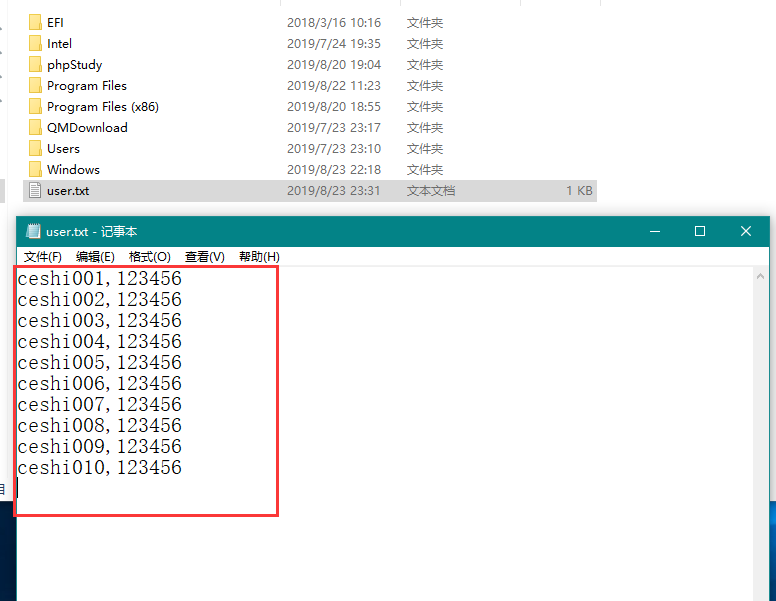 EFI 2018/3/16 10:16 文件夹
Intel 2019/7/24 19:35 文件夹
phpStudy 2019/8/20 19:04 文件夹
Program Files 2019/8/22 11:23 文件夹
Program Files (x86) 2019/8/20 18:55 文件夹
QMDownload 2019/7/23 23:17 文件夹
Users 2019/7/23 23:10 文件夹
Windows 2019/8/23 22:18 文件夹
user.txt 2019/8/23 23:31 文本文档 1 KB
user.txt - 记事本
文件(F) 编辑(E) 格式(O) 查看(V) 帮助(H)
ceshi001,123456
ceshi002,123456
ceshi003,123456
ceshi004,123456
ceshi005,123456
ceshi006,123456
ceshi007,123456
ceshi008,123456
ceshi009,123456
ceshi010,123456